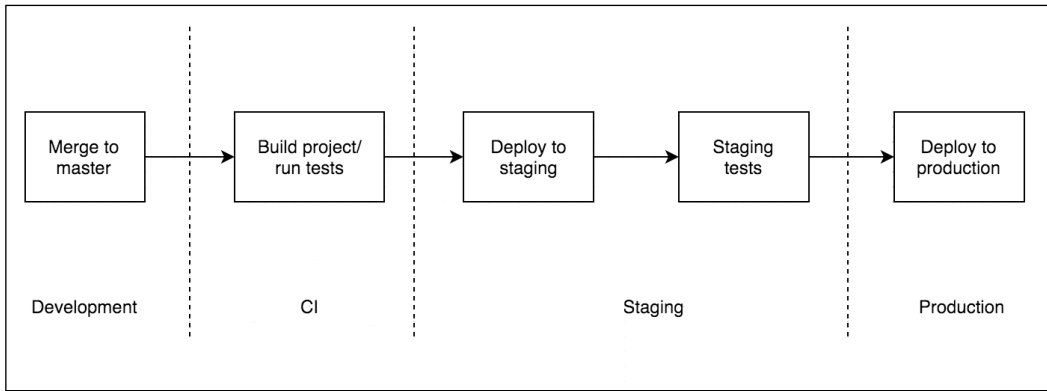 Merge to
master
Build project/
run tests
Deploy to
staging
Staging
tests
Deploy to
production
Development
CI
Staging
Production